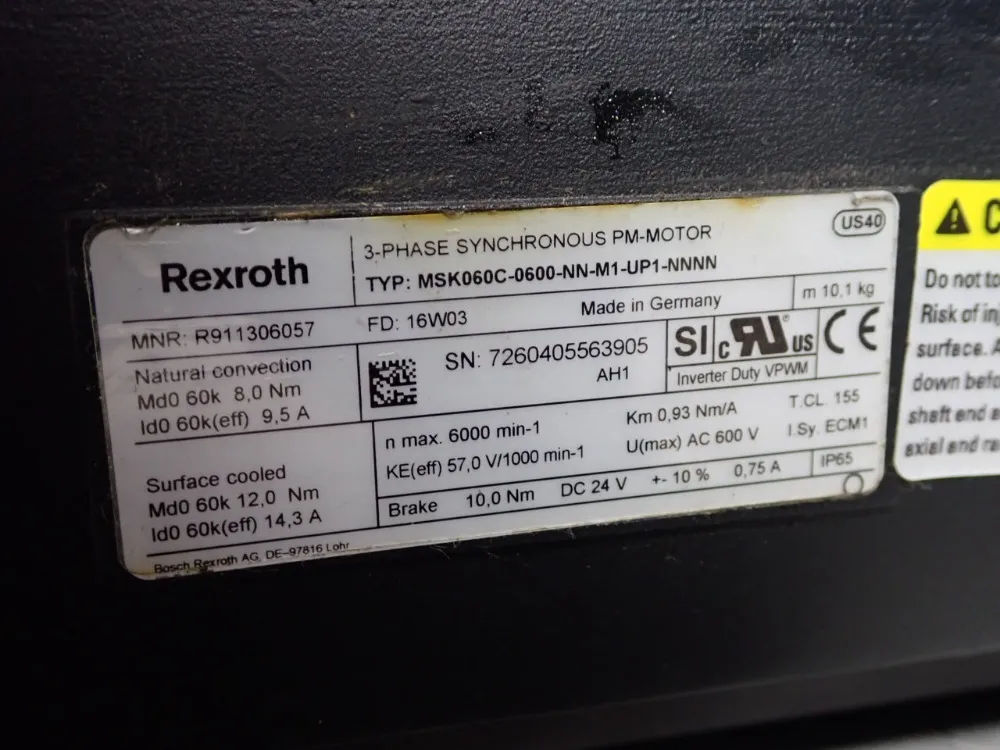 Rexroth
3-PHASE SYNCHRONOUS PM-MOTOR
US40
TYP: MSK060C-0600-NN-M1-UP1-NNNN
m 10,1 kg
MNR: R911306057
FD: 16W03
Made in Germany
Natural convection
Md0 60k 8,0 Nm
Id0 60k(eff) 9,5 A
SN: 7260405563905
AH1
SI
c RU US
CE
Inverter Duty VPWM
Surface cooled
Md0 60k 12,0 Nm
Id0 60k(eff) 14,3 A
n max. 6000 min-1
Km 0,93 Nm/A
T.CL. 155
KE(eff) 57,0 V/1000 min-1
U(max) AC 600 V
I.Sy. ECM1
Brake 10,0 Nm DC 24 V +- 10 % 0,75 A
IP65
Bosch Rexroth AG, DE-97816 Lohr
Do not
Risk of
surface.
down
shaft end
axial and